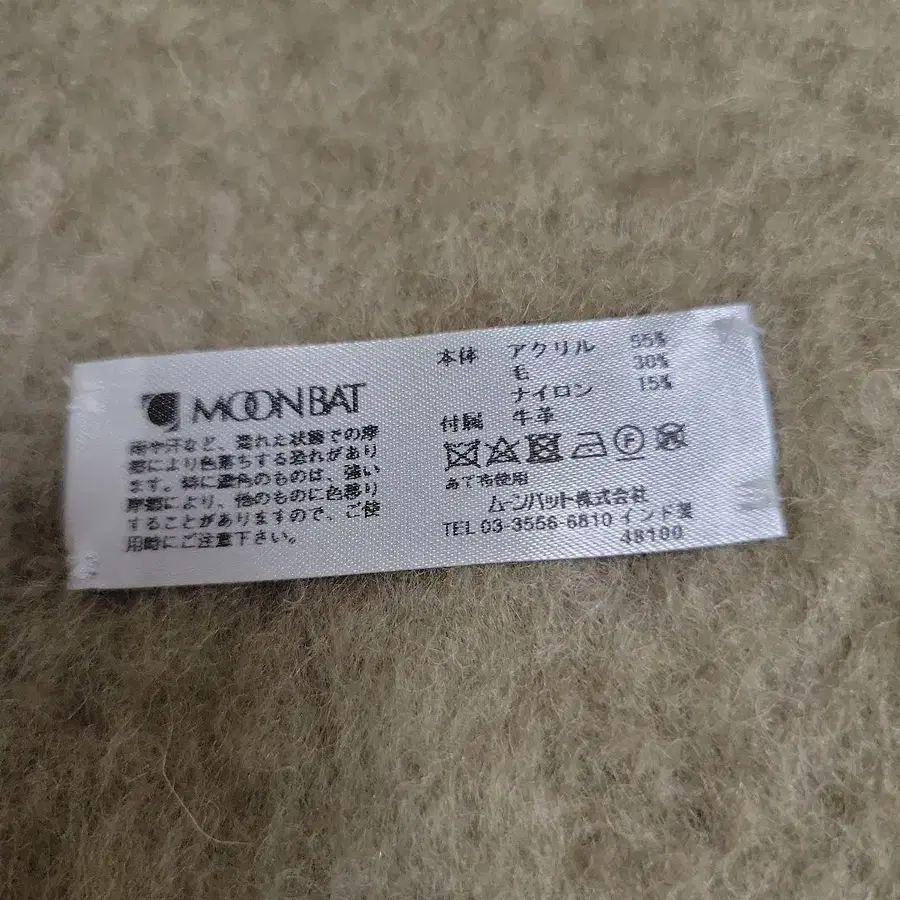 MOONBAT
雨や汗など、濡れた状態での摩
擦により色落ちする恐れがあり
ます。特に濃色のものは、強い
摩擦により、他のものに色移り
することがありますので、ご使
用時にご注意下さい。
本体 アクリル 55%
毛 30%
ナイロン 15%
付属 牛革
F
あて布使用
ムーンバット株式会社
TEL 03-3556-6810 インド製
48100